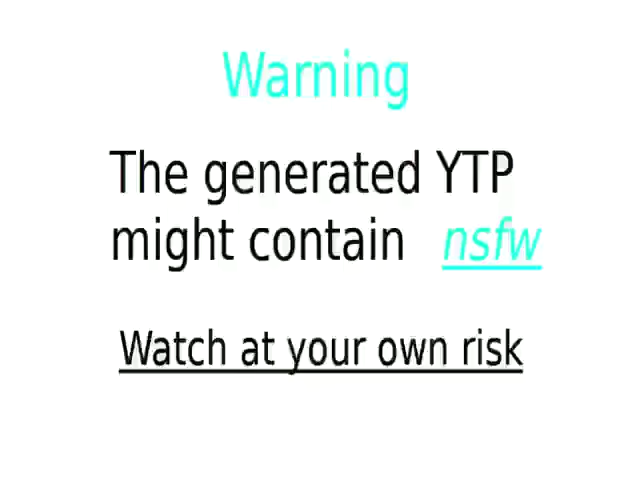 Warning
The generated YTP
might contain nsfw
Watch at your own risk